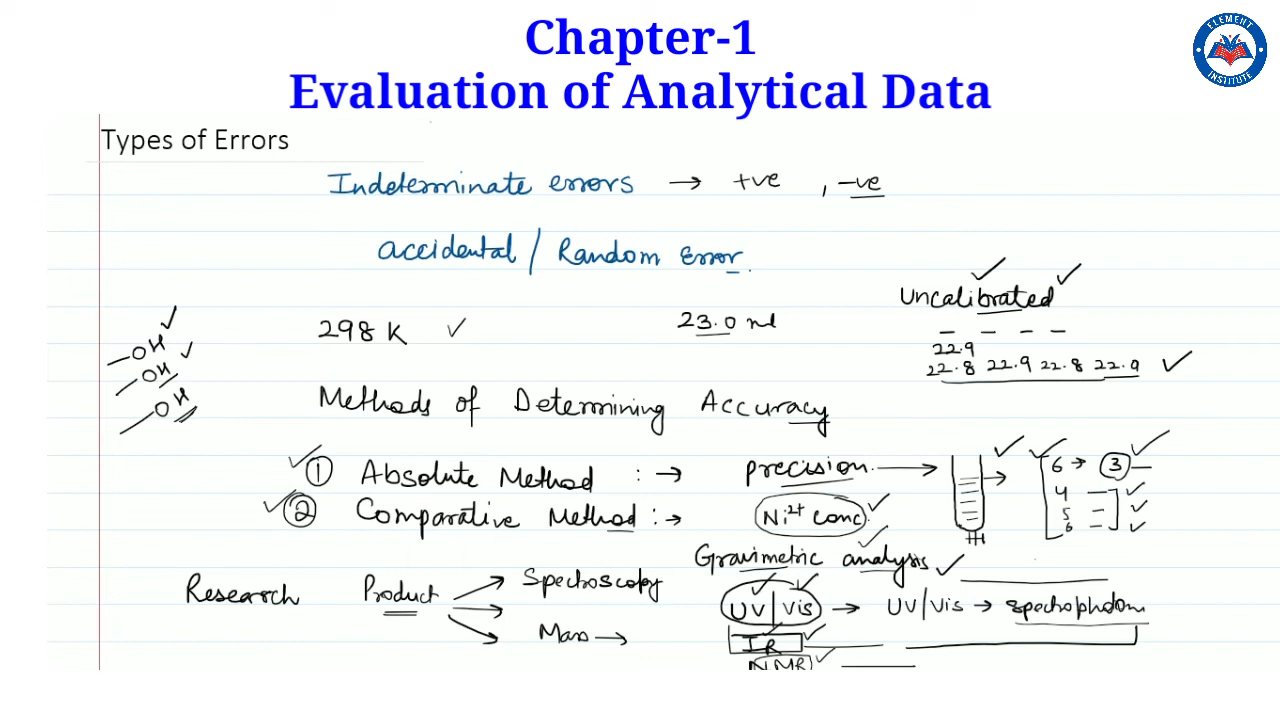 Chapter-1
Evaluation of Analytical Data
ELEMENT INSTITUTE
Types of Errors
Indeterminate errors → +ve , -ve
accidental / Random Error.
Uncalibrated
298 K
23.0 ml
22.9
22.8 22.9 22.8 22.9
-OH
-OH
-OH
Methods of Determining Accuracy
① Absolute Method : → precision →
6 → ③
② Comparative Method : → Ni²⁺ conc.
4
5
6
Gravimetric analysis
Research Product Spectroscopy
UV/Vis → UV/Vis → spectrophotom
Mass →
IR
NMR